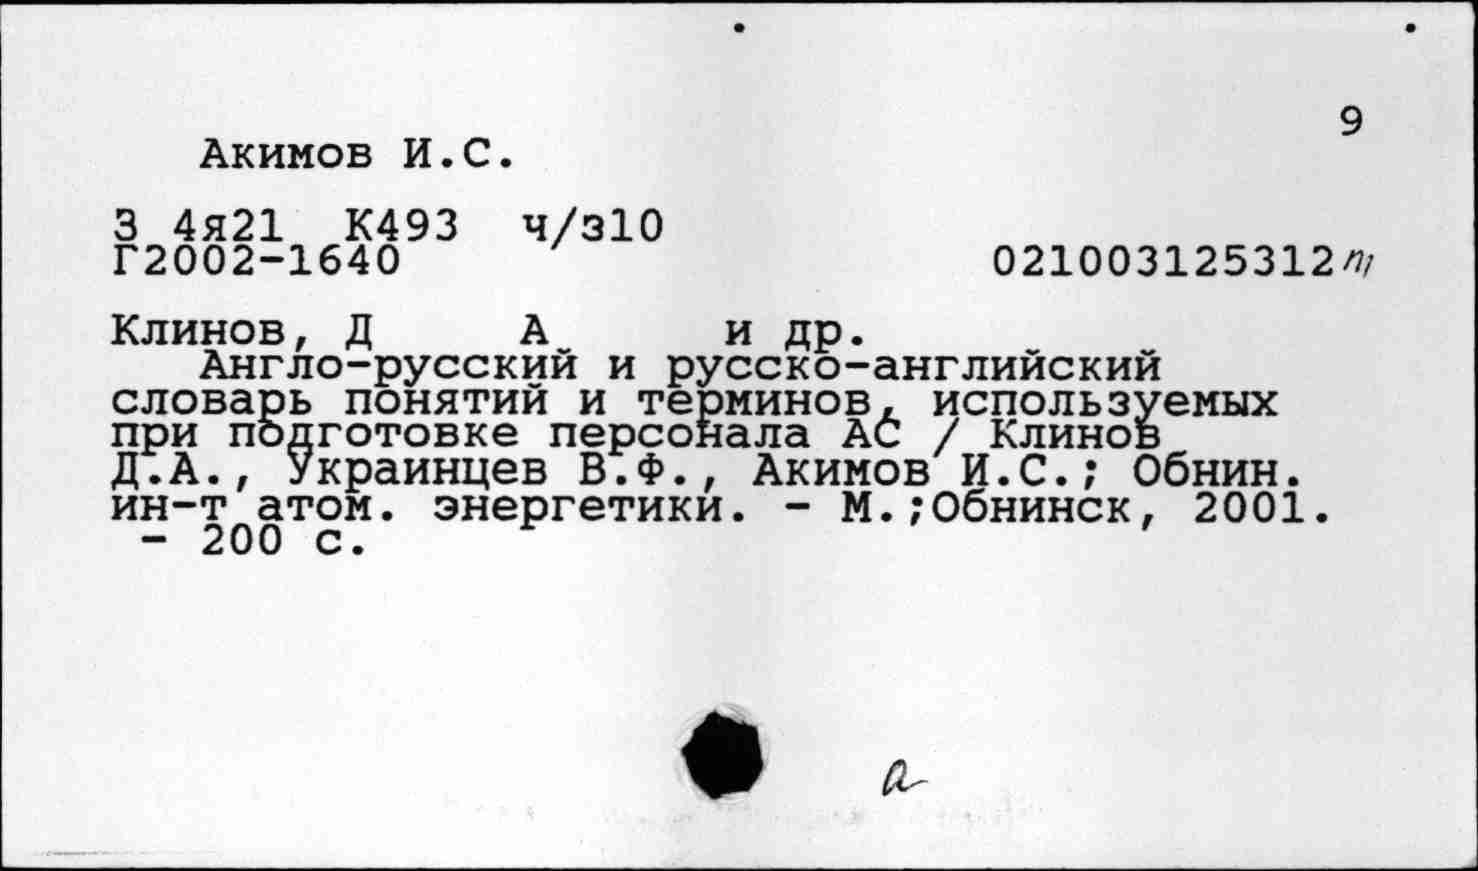 9
Акимов И.С.
З 4я21 К493 ч/з10
Г2002-1640 021003125312
Клинов, Д А и др.
Англо-русский и русско-английский
словарь понятий и терминов, используемых
при подготовке персонала АС / Клинов
Д.А., Украинцев В.Ф., Акимов И.С.; Обнин.
ин-т атом. энергетики. - М.;Обнинск, 2001.
- 200 с.
а